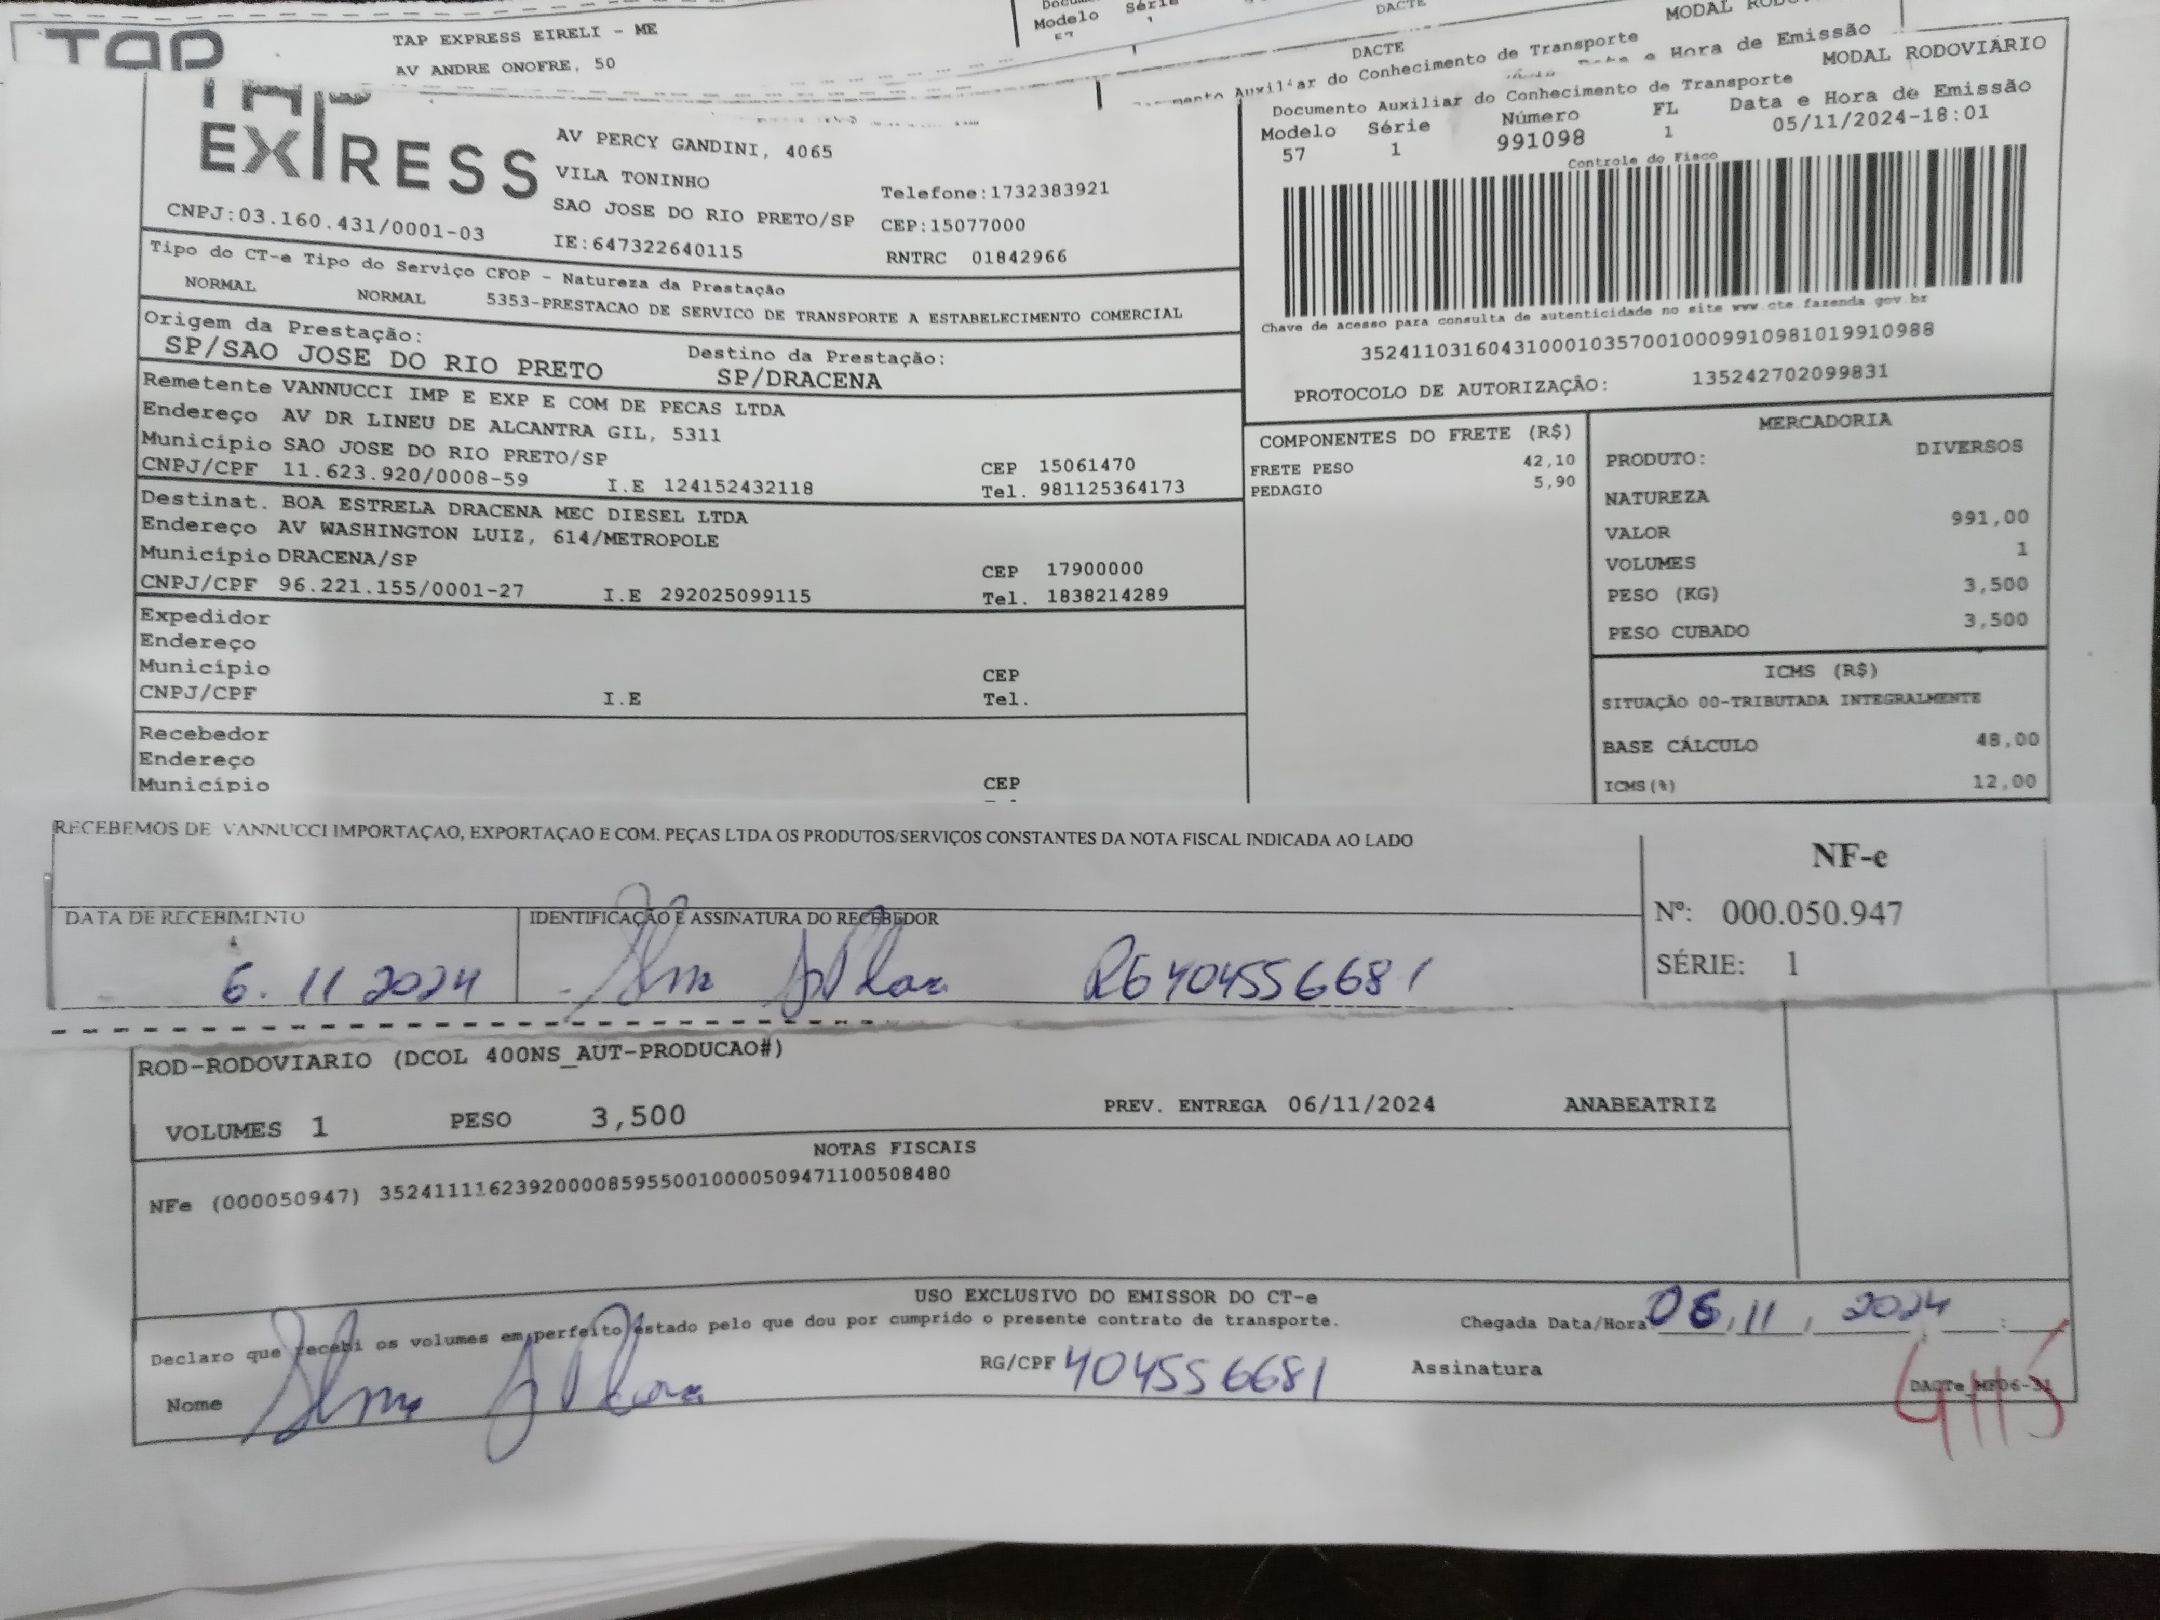 TAP
TAP EXPRESS EIRELI - ME
AV ANDRE ONOFRE, 50
Modelo Série
DACTE
DACTE
Documento Auxiliar do Conhecimento de Transporte
Data e Hora de Emissão
EXPRESS
CNPJ:03.160.431/0001-03
AV PERCY GANDINI, 4065
VILA TONINHO
SAO JOSE DO RIO PRETO/SP
IE:647322640115
Telefone:1732383921
CEP:15077000
RNTRC 01842966
MODAL RODOVIÁRIO
Documento Auxiliar do Conhecimento de Transporte
Modelo Série Número FL Data e Hora de Emissão
57 1 991098 1 05/11/2024-18:01
Controle do Fisco
Chave de acesso para consulta de autenticidade no site www.cte.fazenda.gov.br
35241103160431000103570010009910981019910988
PROTOCOLO DE AUTORIZAÇÃO: 135242702099831
Tipo do CT-e Tipo do Serviço CFOP - Natureza da Prestação
NORMAL NORMAL 5353-PRESTACAO DE SERVICO DE TRANSPORTE A ESTABELECIMENTO COMERCIAL
Origem da Prestação: Destino da Prestação:
SP/SAO JOSE DO RIO PRETO SP/DRACENA
Remetente VANNUCCI IMP E EXP E COM DE PECAS LTDA
Endereço AV DR LINEU DE ALCANTRA GIL, 5311
Município SAO JOSE DO RIO PRETO/SP CEP 15061470
CNPJ/CPF 11.623.920/0008-59 I.E 124152432118 Tel. 981125364173
Destinat. BOA ESTRELA DRACENA MEC DIESEL LTDA
Endereço AV WASHINGTON LUIZ, 614/METROPOLE
Município DRACENA/SP CEP 17900000
CNPJ/CPF 96.221.155/0001-27 I.E 292025099115 Tel. 1838214289
Expedidor
Endereço
Município CEP
CNPJ/CPF I.E Tel.
Recebedor
Endereço
Município CEP
COMPONENTES DO FRETE (R$)
FRETE PESO 42,10
PEDAGIO 5,90
MERCADORIA
PRODUTO: DIVERSOS
NATUREZA
VALOR 991,00
VOLUMES 1
PESO (KG) 3,500
PESO CUBADO 3,500
ICMS (R$)
SITUAÇÃO 00-TRIBUTADA INTEGRALMENTE
BASE CÁLCULO 48,00
ICMS(%) 12,00
RECEBEMOS DE VANNUCCI IMPORTAÇAO, EXPORTAÇAO E COM. PEÇAS LTDA OS PRODUTOS/SERVIÇOS CONSTANTES DA NOTA FISCAL INDICADA AO LADO
DATA DE RECEBIMENTO IDENTIFICAÇÃO E ASSINATURA DO RECEBEDOR
6. 11 2024 RG 404556681
NF-e
Nº: 000.050.947
SÉRIE: 1
ROD-RODOVIARIO (DCOL 400NS_AUT-PRODUCAO#)
VOLUMES 1 PESO 3,500 PREV. ENTREGA 06/11/2024 ANABEATRIZ
NOTAS FISCAIS
NFe (000050947) 35241111623920000859550010000509471100508480
USO EXCLUSIVO DO EMISSOR DO CT-e
Declaro que recebi os volumes em perfeito estado pelo que dou por cumprido o presente contrato de transporte.
Chegada Data/Hora 06, 11, 2024
Nome RG/CPF 404556681 Assinatura